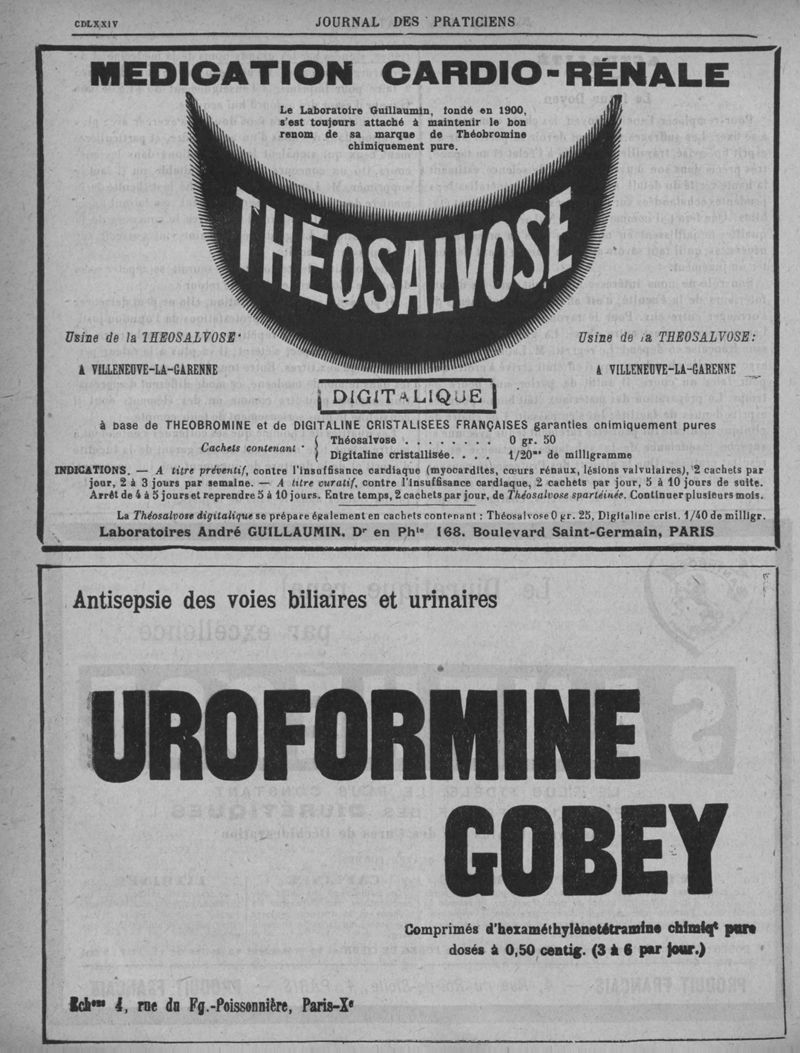 CDLXXIV
JOURNAL DES PRATICIENS
MEDICATION CARDIO-RÉNALE
Le Laboratoire Guillaumin, fondé en 1900,
s'est toujours attaché à maintenir le bon
renom de sa marque de Théobromine
chimiquement pure.
THÉOSALVOSE
Usine de la THEOSALVOSE
Usine de la THEOSALVOSE:
A VILLENEUVE-LA-GARENNE
A VILLENEUVE-LA-GARENNE
DIGITALIQUE
à base de THEOBROMINE et de DIGITALINE CRISTALISEES FRANÇAISES garanties chimiquement pures
Cachets contenant
Théosalvose . . . . . . . . 0 gr. 50
Digitaline cristallisée. . . . 1/20me de milligramme
INDICATIONS. — A titre préventif, contre l'insuffisance cardiaque (myocardites, cœurs rénaux, lésions valvulaires), 2 cachets par
jour, 2 à 3 jours par semaine. — A titre curatif, contre l'insuffisance cardiaque, 2 cachets par jour, 5 à 10 jours de suite.
Arrêt de 4 à 5 jours et reprendre 5 à 10 jours. Entre temps, 2 cachets par jour, de Théosalvose spartéinée. Continuer plusieurs mois.
La Théosalvose digitalique se prépare également en cachets contenant : Théosalvose 0 gr. 25, Digitaline crist. 1/40 de milligr.
Laboratoires André GUILLAUMIN. Dr en Phie 168. Boulevard Saint-Germain, PARIS
Antisepsie des voies biliaires et urinaires
UROFORMINE
GOBEY
Comprimés d'hexaméthylènetétramine chimiqt pure
dosés à 0,50 centig. (3 à 6 par jour.)
Echons 4, rue du Fg.-Poissonnière, Paris-Xe